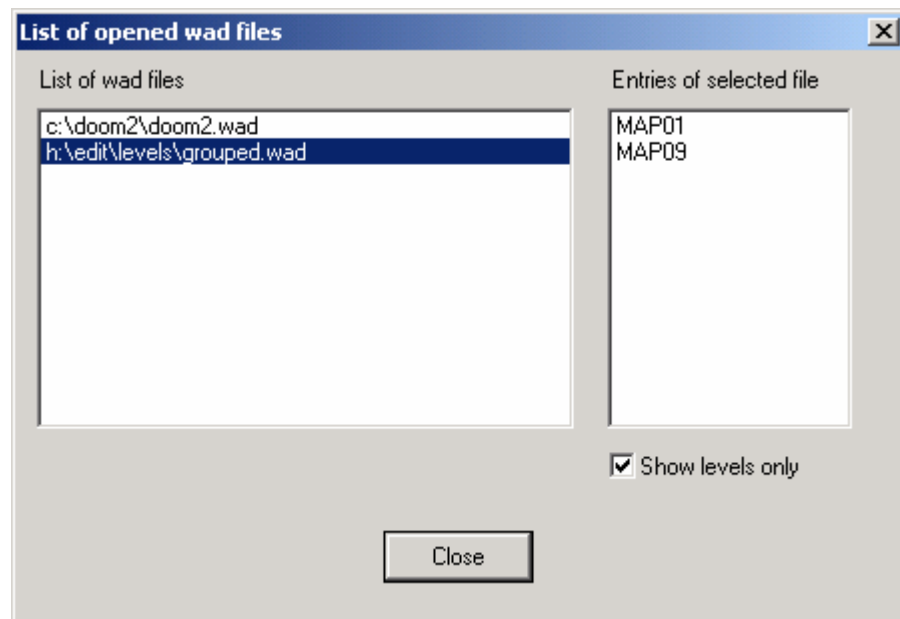 List of opened wad files
List of wad files
Entries of selected file
c:\doom2\doom2.wad
h:\edit\levels\grouped.wad
MAP01
MAP09
Show levels only
Close